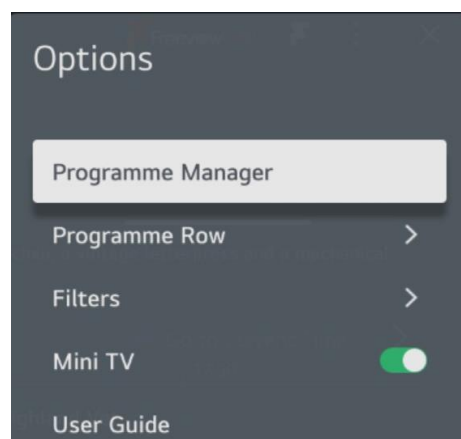 Options
Programme Manager
Programme Row
Filters
Mini TV
User Guide